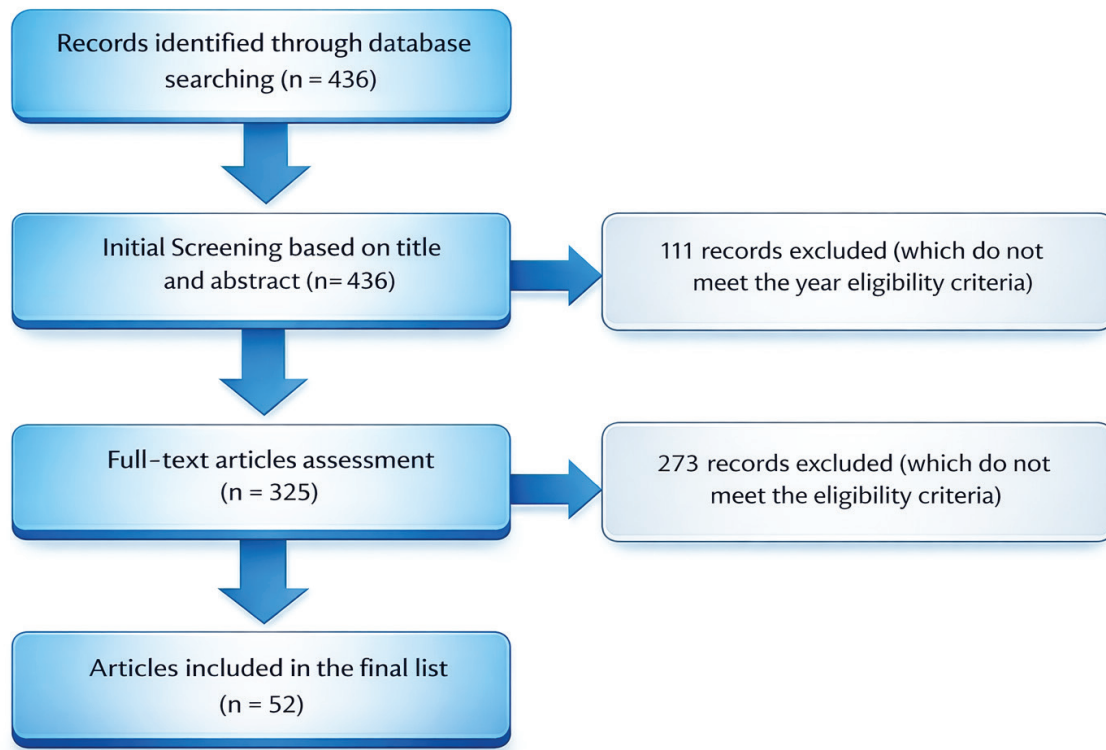 Records identified through database
searching (n = 436)
Initial Screening based on title
and abstract (n= 436)
111 records excluded (which do not
meet the year eligibility criteria)
Full-text articles assessment
(n = 325)
273 records excluded (which do not
meet the eligibility criteria)
Articles included in the final list
(n = 52)